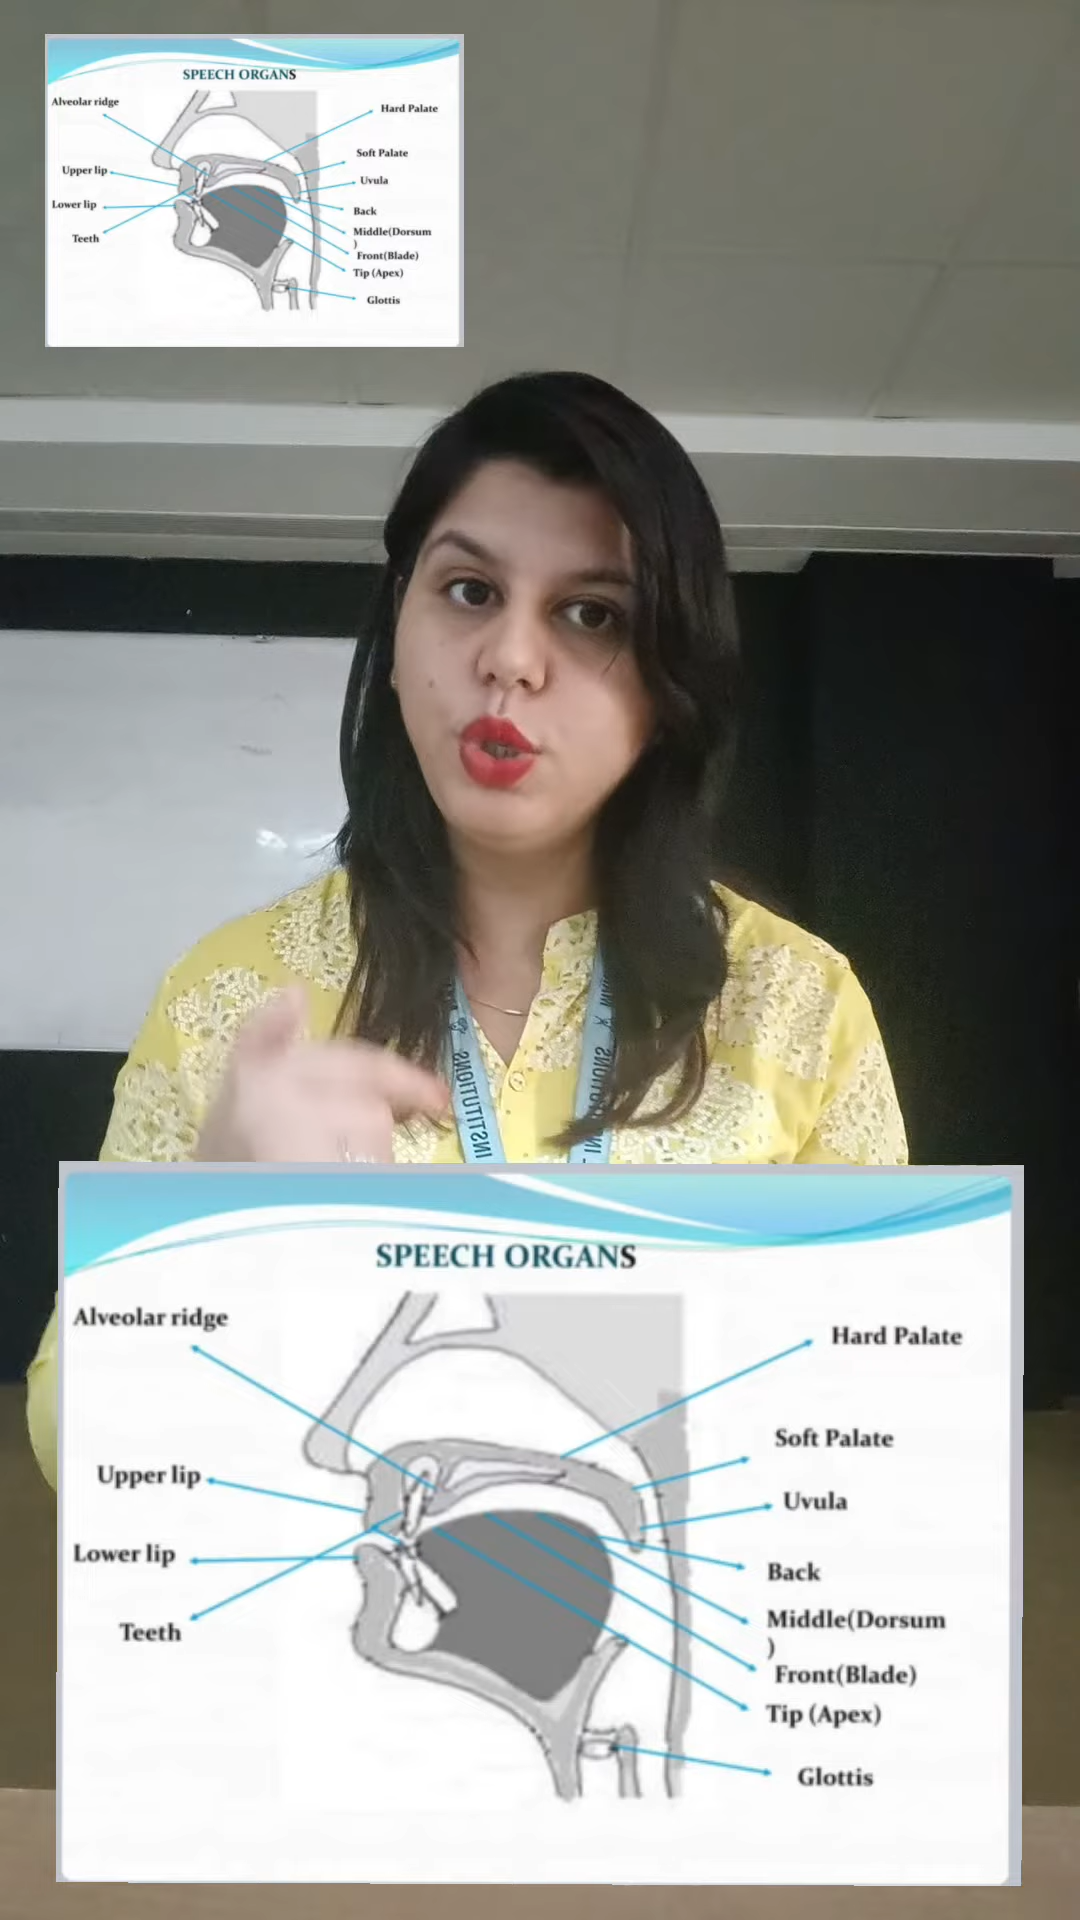 SPEECH ORGANS
Alveolar ridge
Hard Palate
Soft Palate
Upper lip
Uvula
Lower lip
Back
Middle(Dorsum
)
Teeth
Front(Blade)
Tip (Apex)
Glottis
INSTITUTIONS
SPEECH ORGANS
Alveolar ridge
Hard Palate
Soft Palate
Upper lip
Uvula
Lower lip
Back
Middle(Dorsum
)
Teeth
Front(Blade)
Tip (Apex)
Glottis